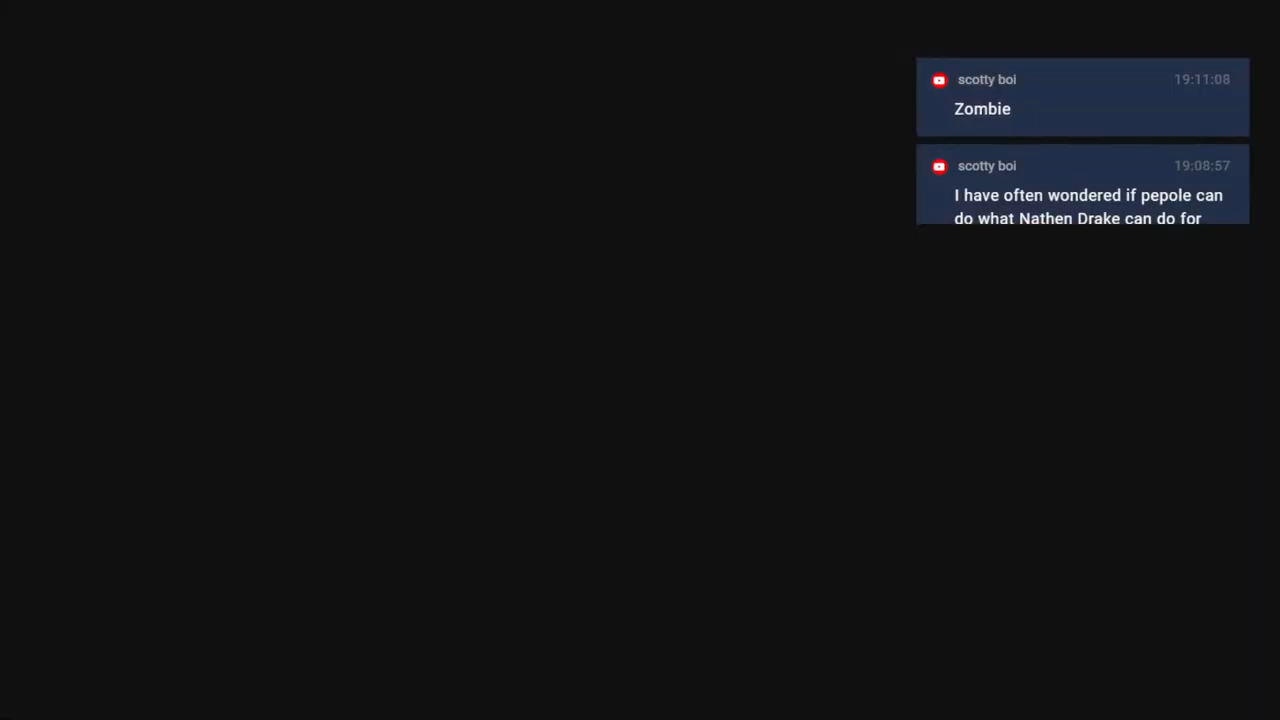 scotty boi 19:11:08
Zombie
scotty boi 19:08:57
I have often wondered if pepole can
do what Nathen Drake can do for